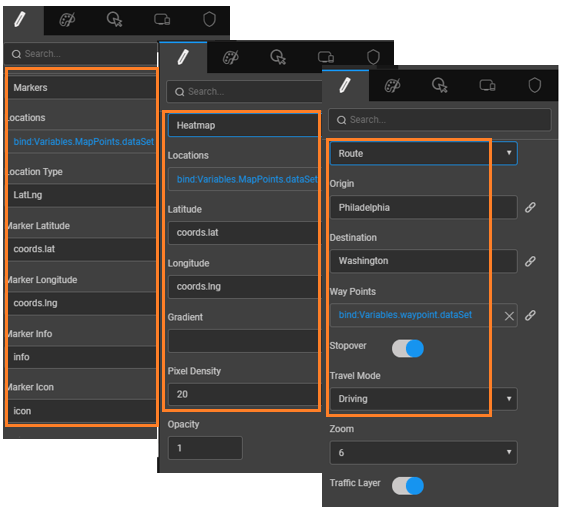 Search...
Markers
Locations
bind:Variables.MapPoints.dataSet
Location Type
LatLng
Marker Latitude
coords.lat
Marker Longitude
coords.lng
Marker Info
info
Marker Icon
icon
Search...
Heatmap
Locations
bind:Variables.MapPoints.dataSet
Latitude
coords.lat
Longitude
coords.lng
Gradient
Pixel Density
20
Opacity
1
Search...
Route
Origin
Philadelphia
Destination
Washington
Way Points
bind:Variables.waypoint.dataSet
Stopover
Travel Mode
Driving
Zoom
6
Traffic Layer